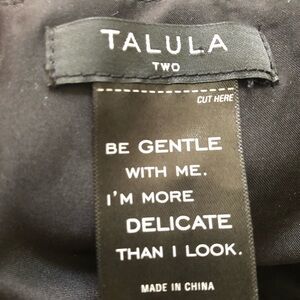 TALULA
TWO
CUT HERE
BE GENTLE
WITH ME.
I'M MORE
DELICATE
THAN I LOOK.
MADE IN CHINA